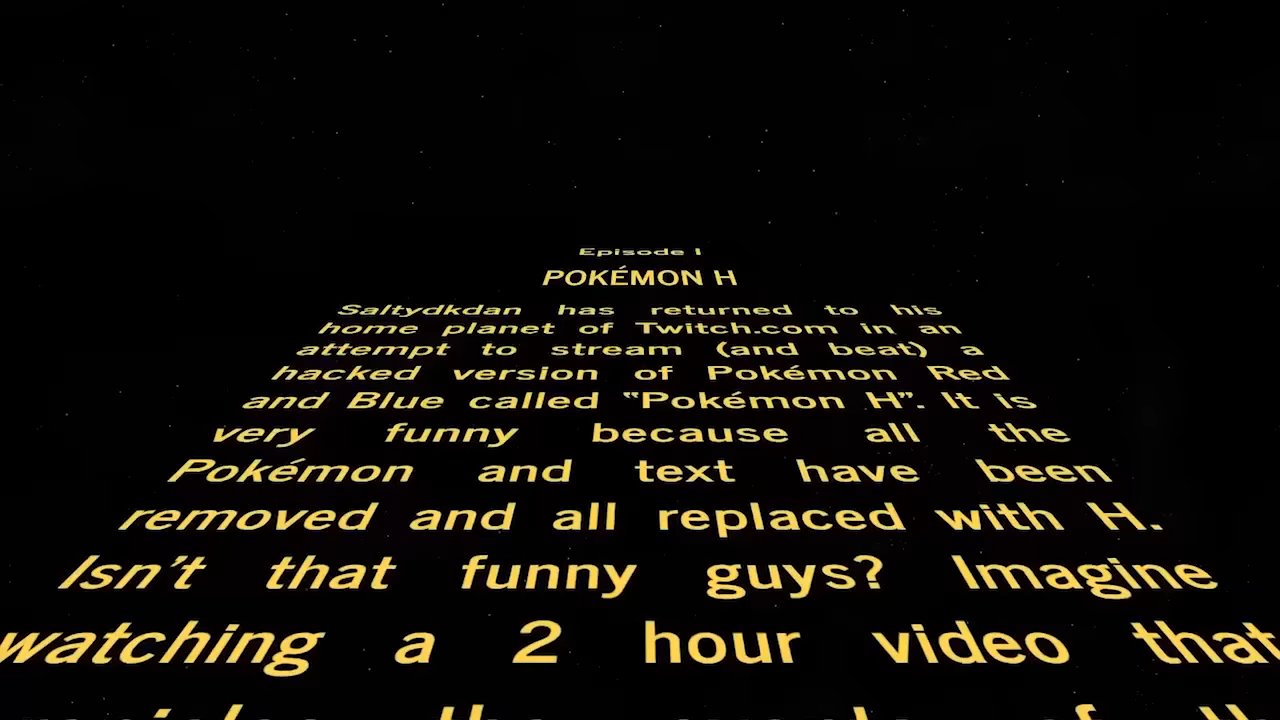 Episode I
POKÉMON H
Saltydkdan has returned to his
home planet of Twitch.com in an
attempt to stream (and beat) a
hacked version of Pokémon Red
and Blue called "Pokémon H". It is
very funny because all the
Pokémon and text have been
removed and all replaced with H.
Isn't that funny guys? Imagine
watching a 2 hour video that